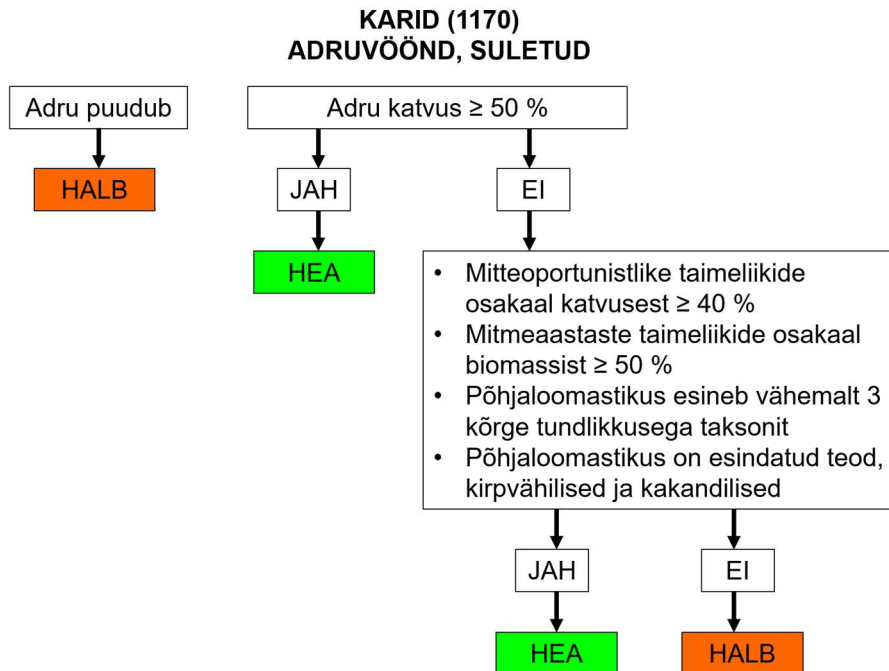 KARID (1170)
ADRUVÖÖND, SULETUD
Adru puudub
Adru katvus ≥ 50 %
HALB
JAH
EI
HEA
• Mitteoportunistlike taimeliikide
osakaal katvusest ≥ 40 %
• Mitmeaastaste taimeliikide osakaal
biomassist ≥ 50 %
• Põhjaloomastikus esineb vähemalt 3
kõrge tundlikkusega taksonit
• Põhjaloomastikus on esindatud teod,
kirpvähilised ja kakandilised
JAH
EI
HEA
HALB